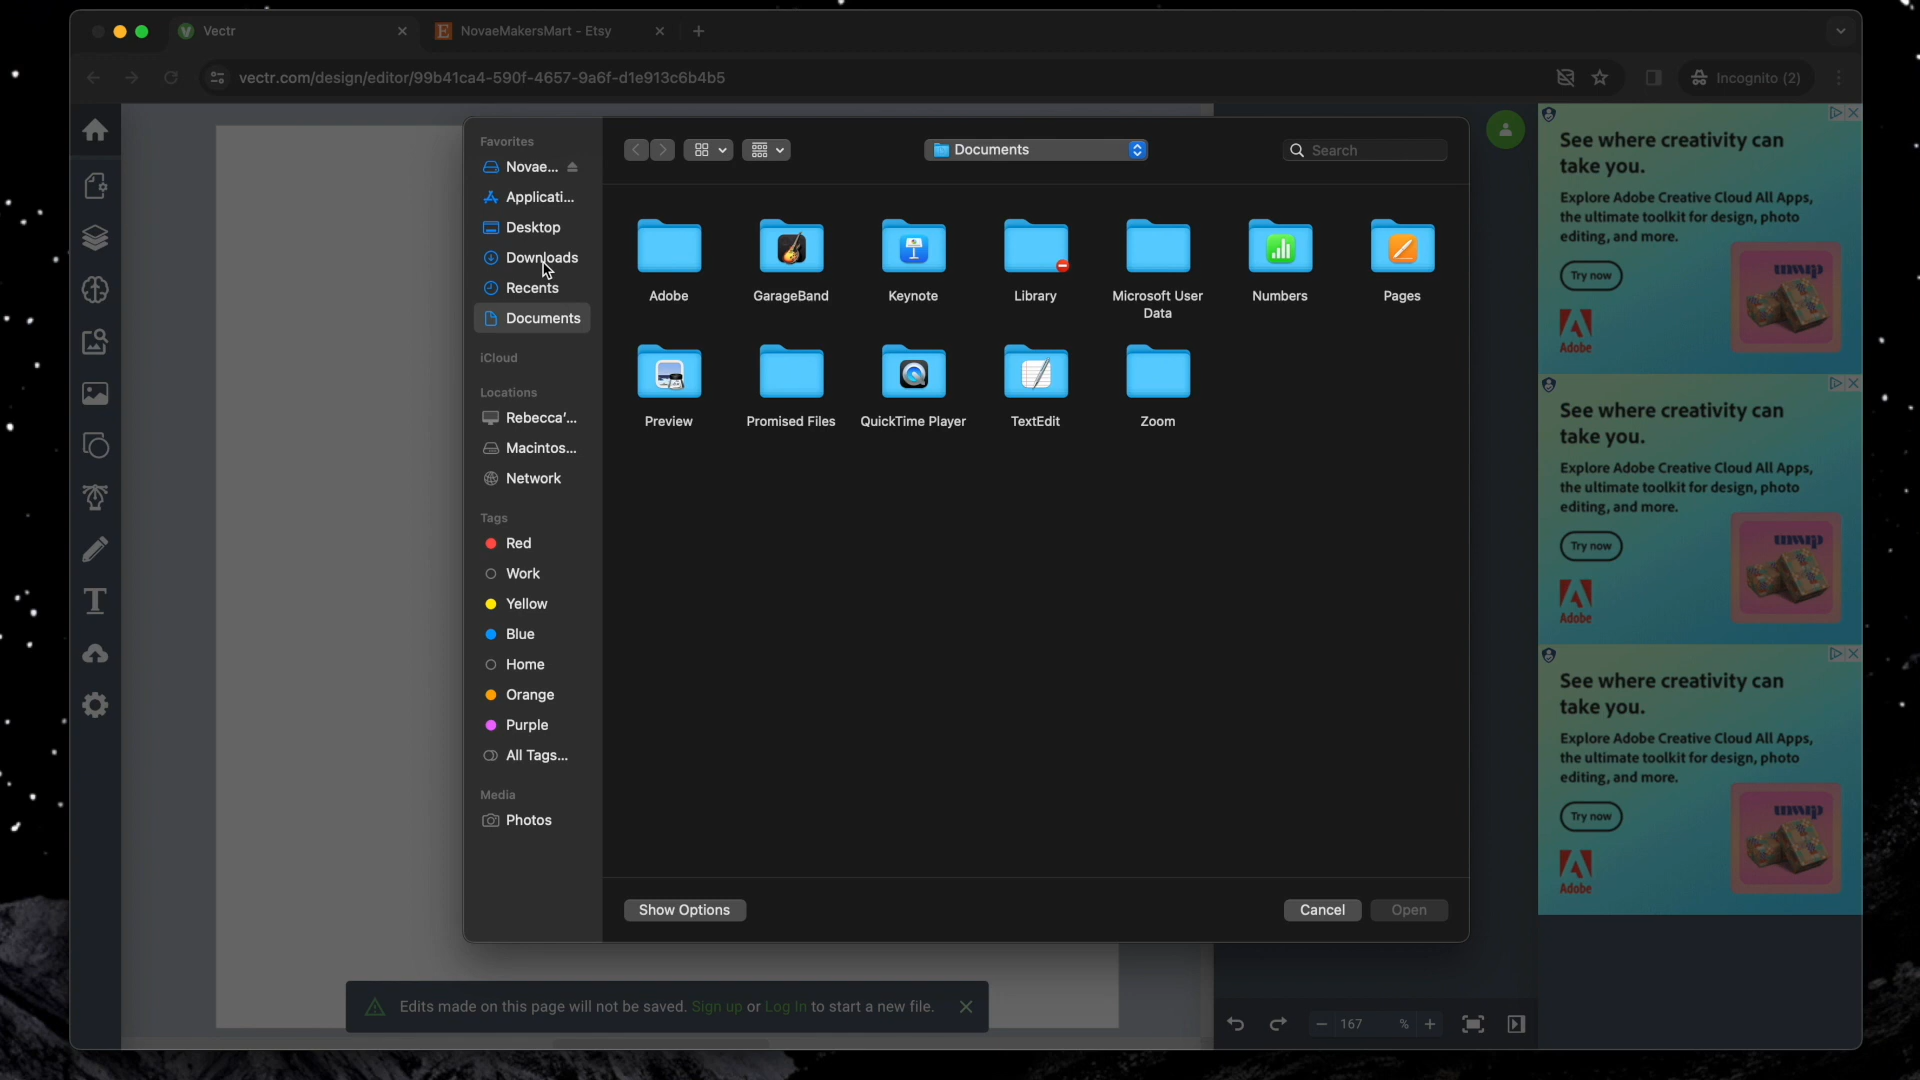 Vectr
NovaeMakersMart - Etsy
vectr.com/design/editor/99b41ca4-590f-4657-9a6f-d1e913c6b4b5
Incognito (2)
Favorites
Novae...
Applicati...
Desktop
Downloads
Recents
Documents
iCloud
Locations
Rebecca'...
Macintos...
Network
Tags
Red
Work
Yellow
Blue
Home
Orange
Purple
All Tags...
Media
Photos
Documents
Search
Adobe
GarageBand
Keynote
Library
Microsoft User
Data
Numbers
Pages
Preview
Promised Files
QuickTime Player
TextEdit
Zoom
Show Options
Cancel
Open
Edits made on this page will not be saved. Sign up or Log In to start a new file.
167 %
See where creativity can
take you.
Explore Adobe Creative Cloud All Apps,
the ultimate toolkit for design, photo
editing, and more.
Try now
unwrp
Adobe
See where creativity can
take you.
Explore Adobe Creative Cloud All Apps,
the ultimate toolkit for design, photo
editing, and more.
Try now
unwrp
Adobe
See where creativity can
take you.
Explore Adobe Creative Cloud All Apps,
the ultimate toolkit for design, photo
editing, and more.
Try now
unwrp
Adobe